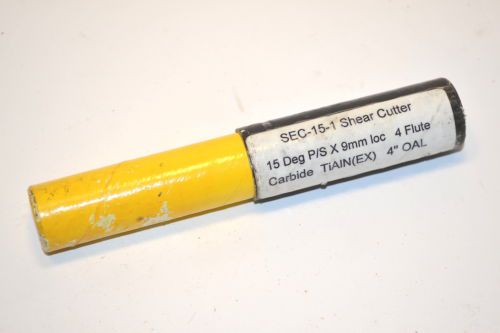 SEC-15-1 Shear Cutter
15 Deg P/S X 9mm loc 4 Flute
Carbide TiAlN(EX) 4" OAL